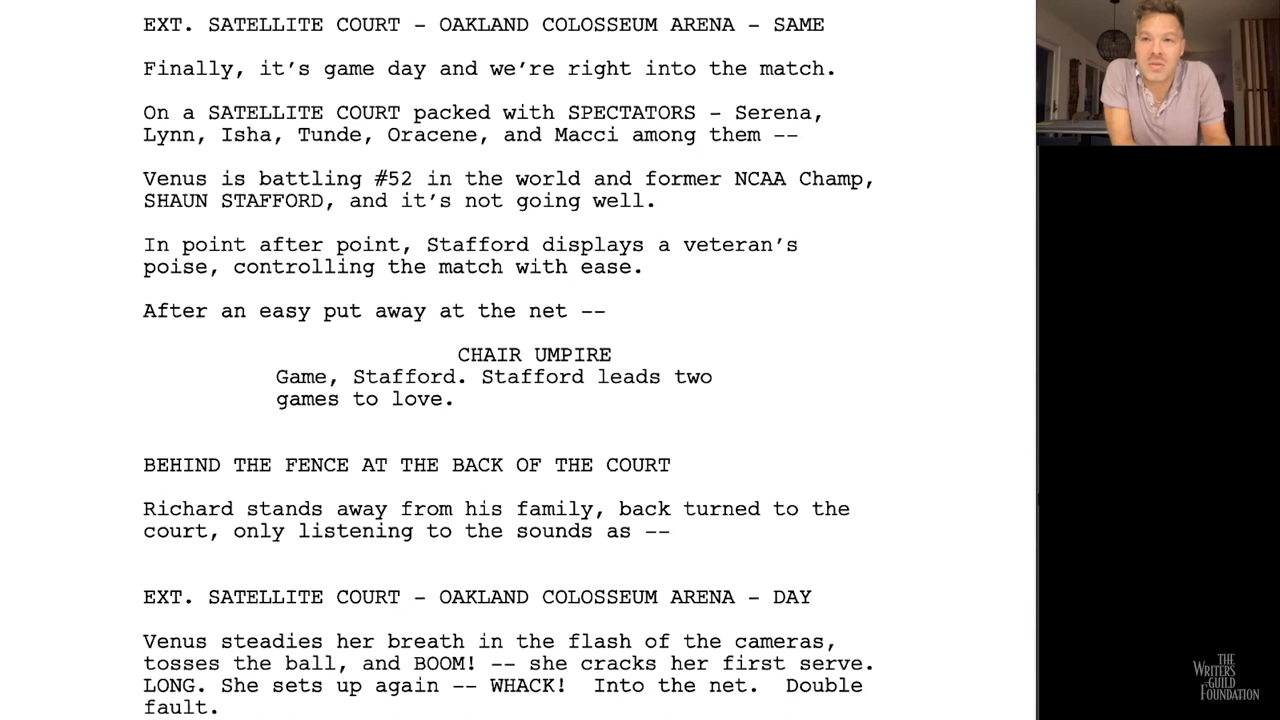 EXT. SATELLITE COURT – OAKLAND COLOSSEUM ARENA – SAME
Finally, it's game day and we're right into the match.
On a SATELLITE COURT packed with SPECTATORS – Serena,
Lynn, Isha, Tunde, Oracene, and Macci among them --
Venus is battling #52 in the world and former NCAA Champ,
SHAUN STAFFORD, and it's not going well.
In point after point, Stafford displays a veteran's
poise, controlling the match with ease.
After an easy put away at the net --
CHAIR UMPIRE
Game, Stafford. Stafford leads two
games to love.
BEHIND THE FENCE AT THE BACK OF THE COURT
Richard stands away from his family, back turned to the
court, only listening to the sounds as --
EXT. SATELLITE COURT – OAKLAND COLOSSEUM ARENA – DAY
Venus steadies her breath in the flash of the cameras,
tosses the ball, and BOOM! -- she cracks her first serve.
LONG. She sets up again -- WHACK!  Into the net.  Double
fault.
THE
WRITERS
GUILD
FOUNDATION